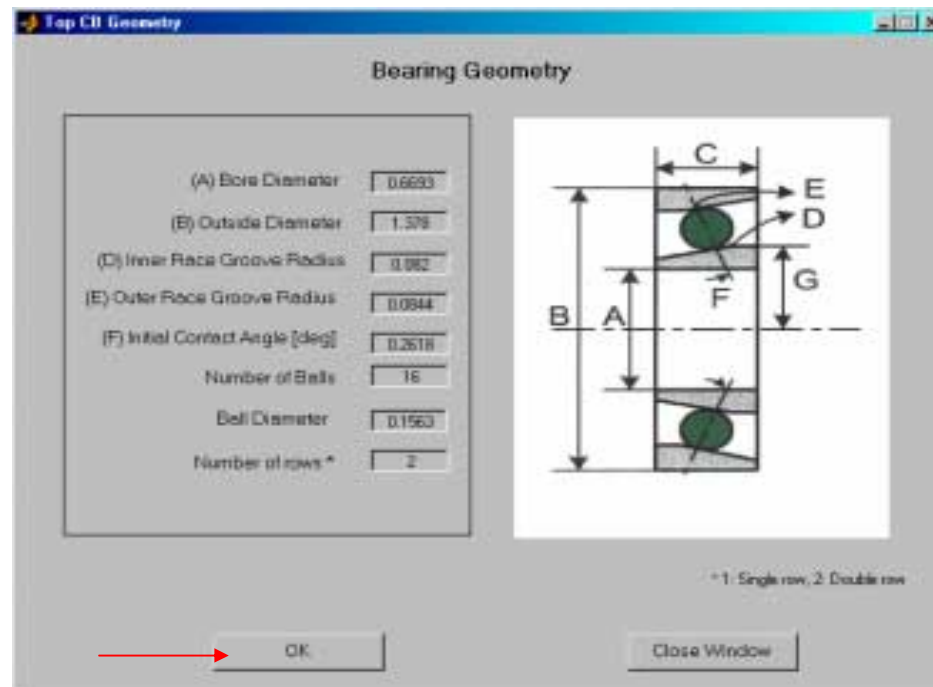 Top CB Geometry
Bearing Geometry
(A) Bore Diameter 0.6693
(B) Outside Diameter 1.378
(D) Inner Race Groove Radius 0.082
(E) Outer Race Groove Radius 0.0844
(F) Initial Contact Angle [deg] 0.2618
Number of Balls 16
Ball Diameter 0.1563
Number of rows * 2
C
E
D
G
F
B
A
* 1: Single row, 2: Double row
OK
Close Window